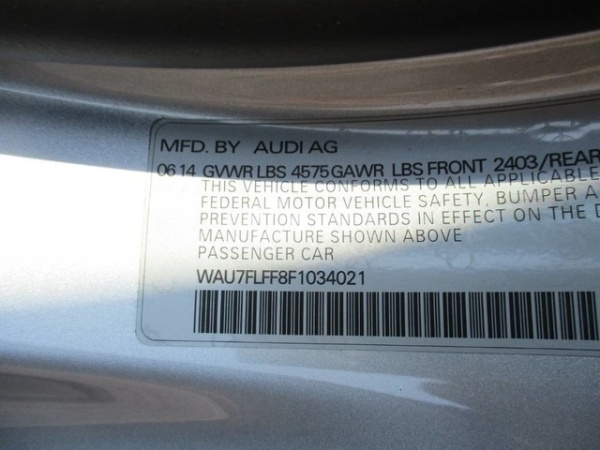 MFD. BY AUDI AG
06 14 GVWR LBS 4575 GAWR LBS FRONT 2403/REAR
THIS VEHICLE CONFORMS TO ALL APPLICABLE
FEDERAL MOTOR VEHICLE SAFETY. BUMPER A
PREVENTION STANDARDS IN EFFECT ON THE D
MANUFACTURE SHOWN ABOVE
PASSENGER CAR
WAU7FLFF8F1034021